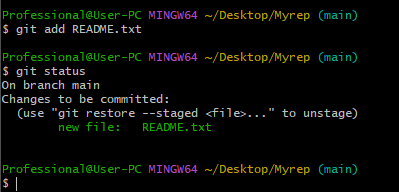 Professional@User-PC MINGW64 ~/Desktop/Myrep (main)
$ git add README.txt
Professional@User-PC MINGW64 ~/Desktop/Myrep (main)
$ git status
On branch main
Changes to be committed:
  (use "git restore --staged <file>..." to unstage)
        new file:   README.txt
Professional@User-PC MINGW64 ~/Desktop/Myrep (main)
$